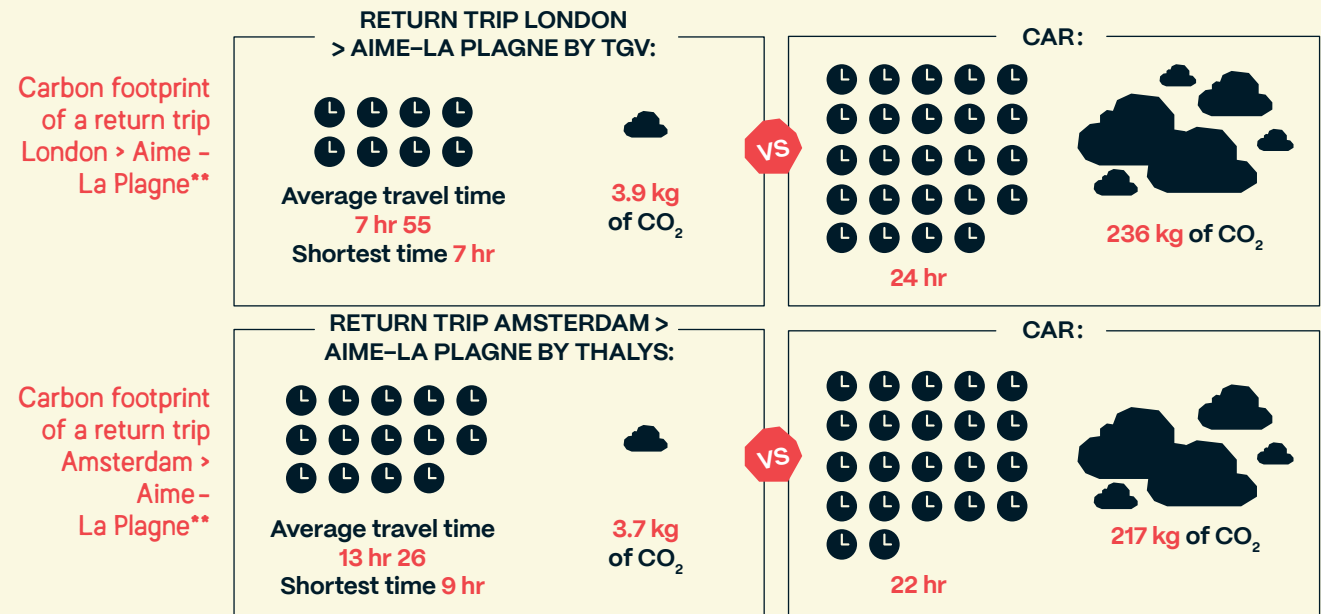 Carbon footprint
of a return trip
London > Aime –
La Plagne**
RETURN TRIP LONDON
> AIME–LA PLAGNE BY TGV:
Average travel time
7 hr 55
Shortest time 7 hr
3.9 kg
of CO₂
VS
CAR:
24 hr
236 kg of CO₂
Carbon footprint
of a return trip
Amsterdam >
Aime –
La Plagne**
RETURN TRIP AMSTERDAM >
AIME–LA PLAGNE BY THALYS:
Average travel time
13 hr 26
Shortest time 9 hr
3.7 kg
of CO₂
VS
CAR:
22 hr
217 kg of CO₂